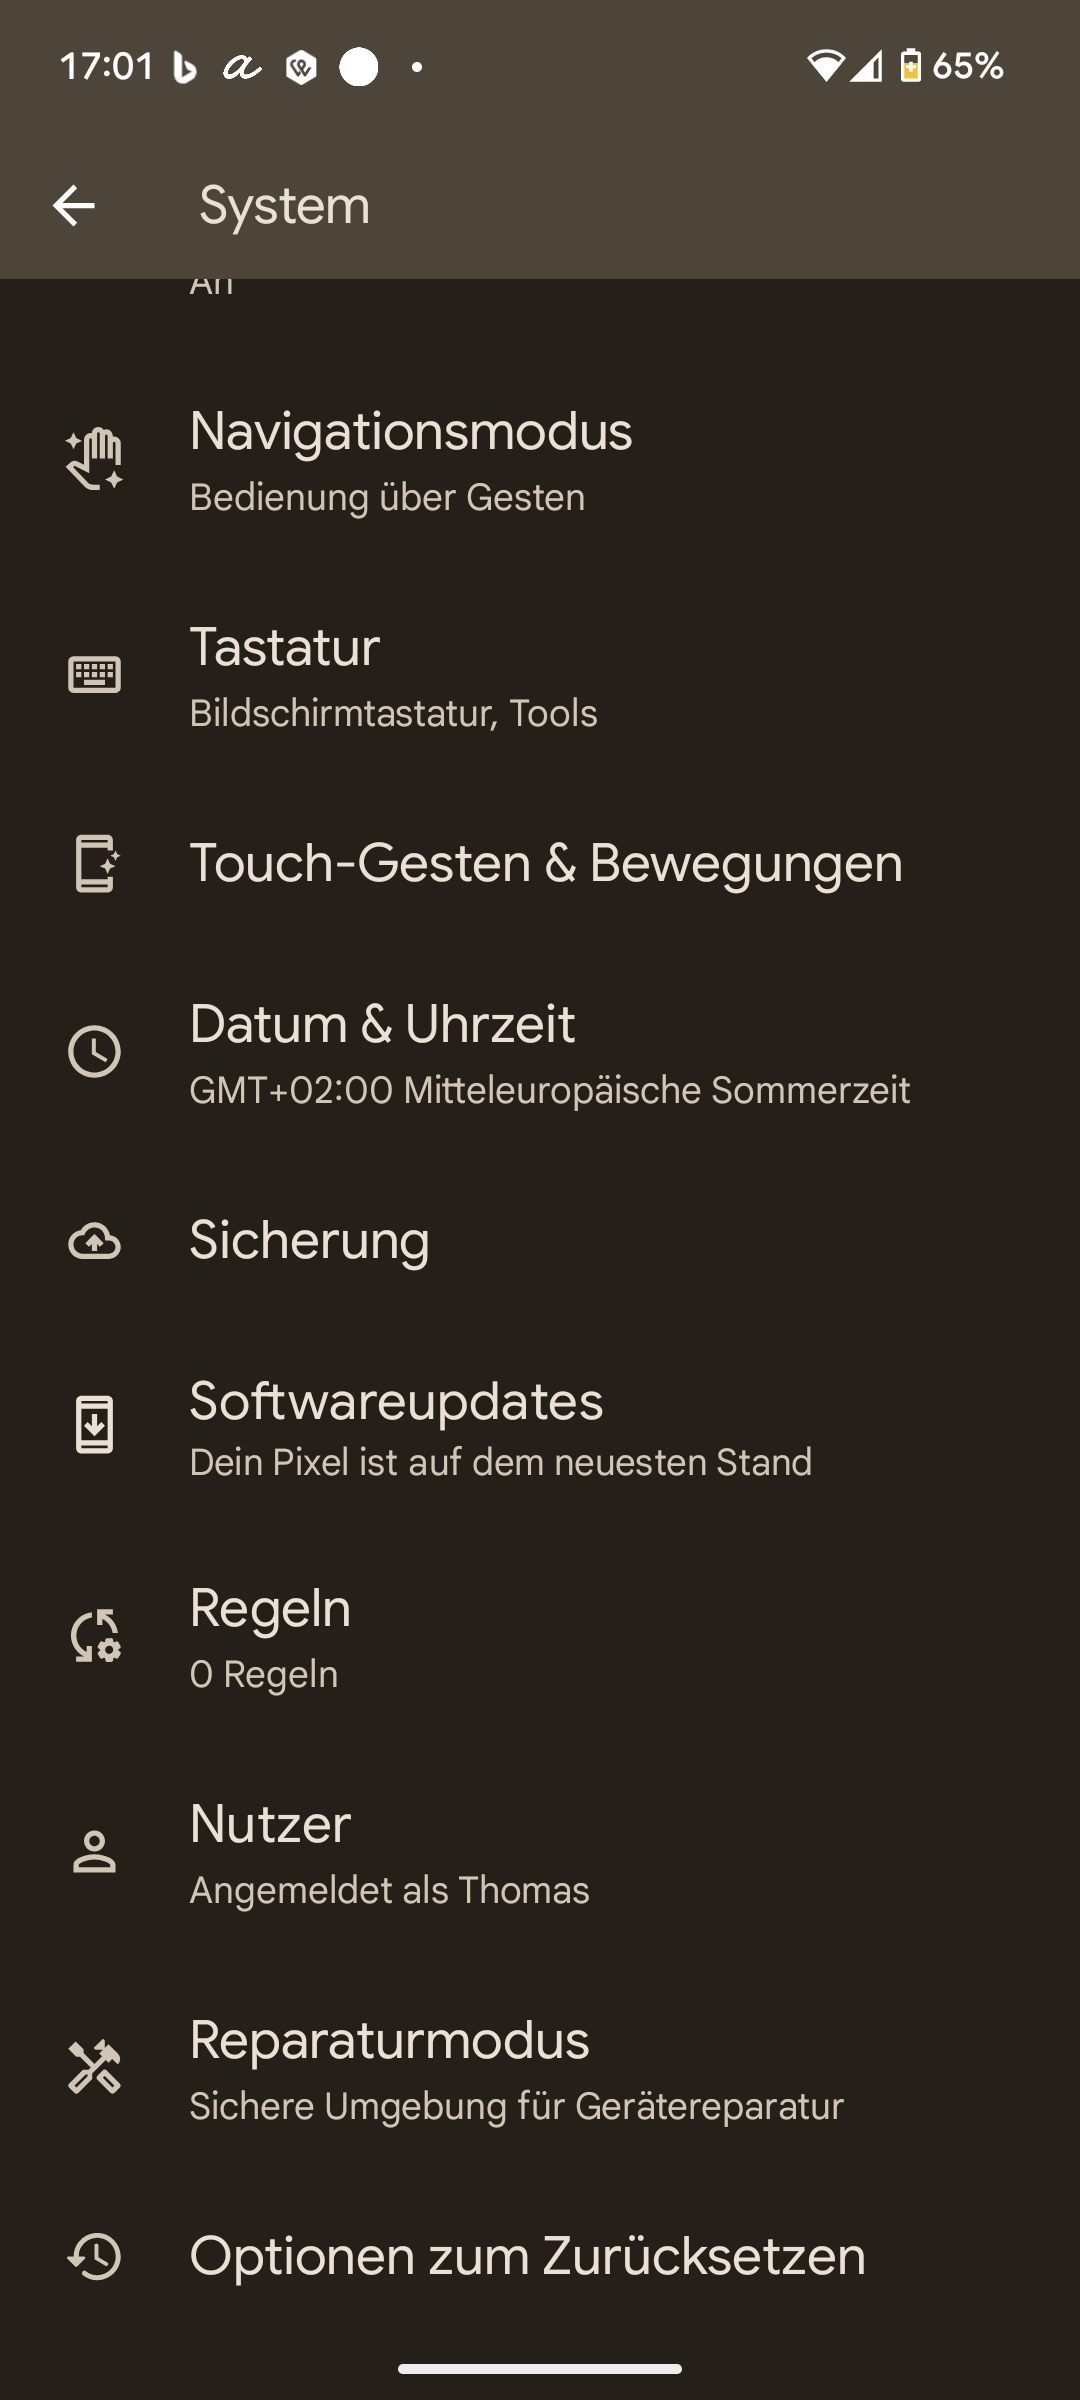 17:01 65%
System
An
Navigationsmodus
Bedienung über Gesten
Tastatur
Bildschirmtastatur, Tools
Touch-Gesten & Bewegungen
Datum & Uhrzeit
GMT+02:00 Mitteleuropäische Sommerzeit
Sicherung
Softwareupdates
Dein Pixel ist auf dem neuesten Stand
Regeln
0 Regeln
Nutzer
Angemeldet als Thomas
Reparaturmodus
Sichere Umgebung für Gerätereparatur
Optionen zum Zurücksetzen